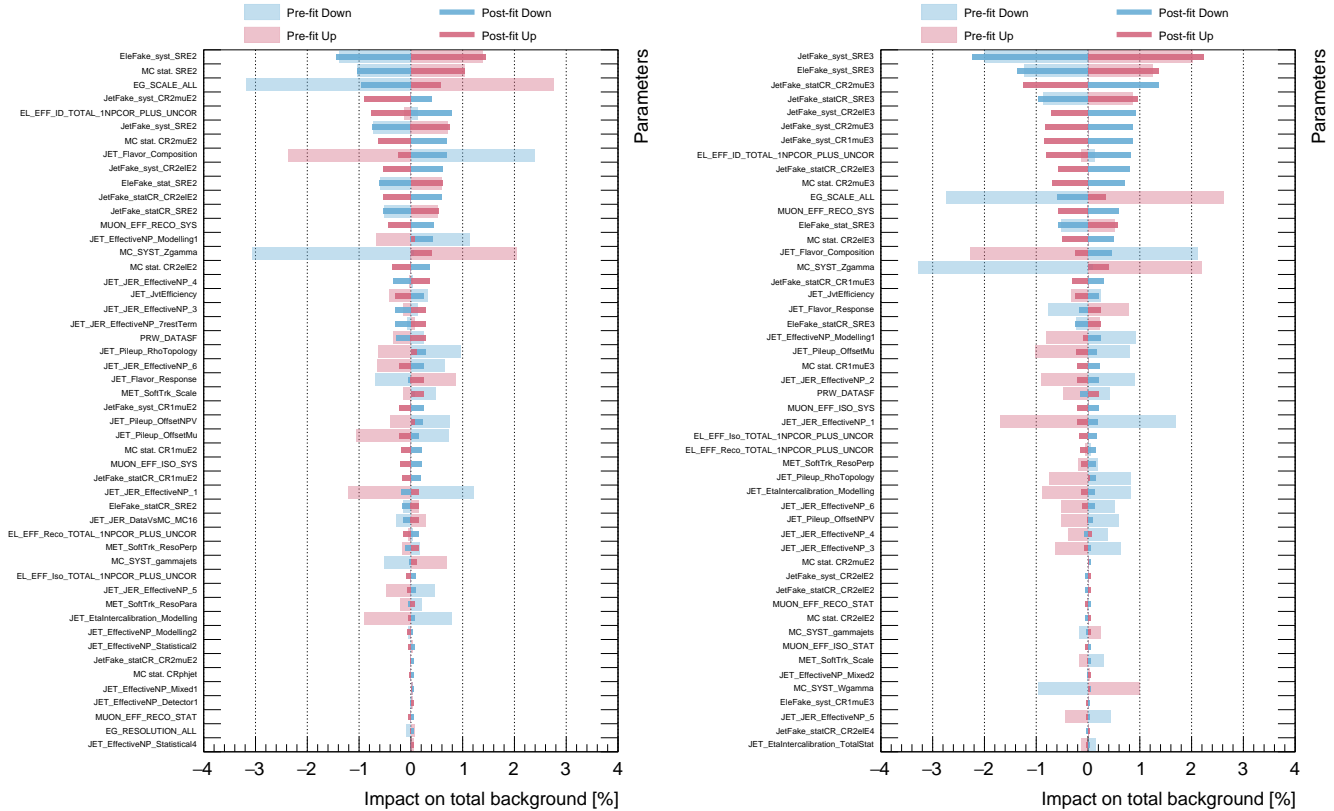 Pre-fit Down
Post-fit Down
Pre-fit Up
Post-fit Up
EleFake_syst_SRE2
MC stat. SRE2
EG_SCALE_ALL
JetFake_syst_CR2muE2
EL_EFF_ID_TOTAL_1NPCOR_PLUS_UNCOR
JetFake_syst_SRE2
MC stat. CR2muE2
JET_Flavor_Composition
JetFake_syst_CR2elE2
EleFake_stat_SRE2
JetFake_statCR_CR2elE2
JetFake_statCR_SRE2
MUON_EFF_RECO_SYS
JET_EffectiveNP_Modelling1
MC_SYST_Zgamma
MC stat. CR2elE2
JET_JER_EffectiveNP_4
JET_JvtEfficiency
JET_JER_EffectiveNP_3
JET_JER_EffectiveNP_7restTerm
PRW_DATASF
JET_Pileup_RhoTopology
JET_JER_EffectiveNP_6
JET_Flavor_Response
MET_SoftTrk_Scale
JetFake_syst_CR1muE2
JET_Pileup_OffsetNPV
JET_Pileup_OffsetMu
MC stat. CR1muE2
MUON_EFF_ISO_SYS
JetFake_statCR_CR1muE2
JET_JER_EffectiveNP_1
EleFake_statCR_SRE2
JET_JER_DataVsMC_MC16
EL_EFF_Reco_TOTAL_1NPCOR_PLUS_UNCOR
MET_SoftTrk_ResoPerp
MC_SYST_gammajets
EL_EFF_Iso_TOTAL_1NPCOR_PLUS_UNCOR
JET_JER_EffectiveNP_5
MET_SoftTrk_ResoPara
JET_EtaIntercalibration_Modelling
JET_EffectiveNP_Modelling2
JET_EffectiveNP_Statistical2
JetFake_statCR_CR2muE2
MC stat. CRphjet
JET_EffectiveNP_Mixed1
JET_EffectiveNP_Detector1
MUON_EFF_RECO_STAT
EG_RESOLUTION_ALL
JET_EffectiveNP_Statistical4
−4 −3 −2 −1 0 1 2 3 4
Impact on total background [%]
Parameters
Pre-fit Down
Post-fit Down
Pre-fit Up
Post-fit Up
JetFake_syst_SRE3
EleFake_syst_SRE3
JetFake_statCR_CR2muE3
JetFake_statCR_SRE3
JetFake_syst_CR2elE3
JetFake_syst_CR2muE3
JetFake_syst_CR1muE3
EL_EFF_ID_TOTAL_1NPCOR_PLUS_UNCOR
JetFake_statCR_CR2elE3
MC stat. CR2muE3
EG_SCALE_ALL
MUON_EFF_RECO_SYS
EleFake_stat_SRE3
MC stat. CR2elE3
JET_Flavor_Composition
MC_SYST_Zgamma
JetFake_statCR_CR1muE3
JET_JvtEfficiency
JET_Flavor_Response
EleFake_statCR_SRE3
JET_EffectiveNP_Modelling1
JET_Pileup_OffsetMu
MC stat. CR1muE3
JET_JER_EffectiveNP_2
PRW_DATASF
MUON_EFF_ISO_SYS
JET_JER_EffectiveNP_1
EL_EFF_Iso_TOTAL_1NPCOR_PLUS_UNCOR
EL_EFF_Reco_TOTAL_1NPCOR_PLUS_UNCOR
MET_SoftTrk_ResoPerp
JET_Pileup_RhoTopology
JET_EtaIntercalibration_Modelling
JET_JER_EffectiveNP_6
JET_Pileup_OffsetNPV
JET_JER_EffectiveNP_4
JET_JER_EffectiveNP_3
MC stat. CR2muE2
JetFake_syst_CR2elE2
JetFake_statCR_CR2elE2
MUON_EFF_RECO_STAT
MC stat. CR2elE2
MC_SYST_gammajets
MUON_EFF_ISO_STAT
MET_SoftTrk_Scale
JET_EffectiveNP_Mixed2
MC_SYST_Wgamma
EleFake_syst_CR1muE3
JET_JER_EffectiveNP_5
JetFake_statCR_CR2elE4
JET_EtaIntercalibration_TotalStat
−4 −3 −2 −1 0 1 2 3 4
Impact on total background [%]
Parameters